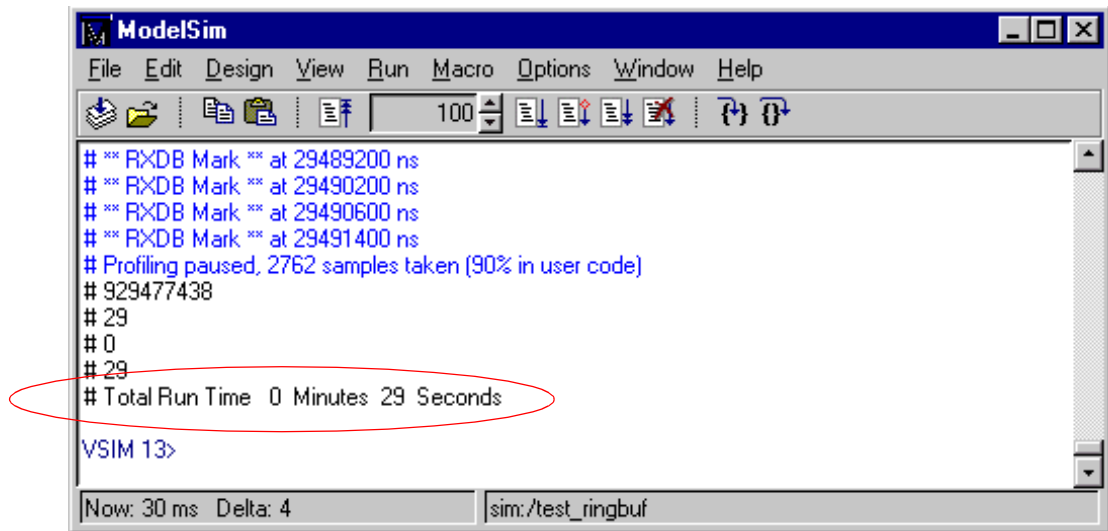 ModelSim
File Edit Design View Run Macro Options Window Help
100
# ** RXDB Mark ** at 29489200 ns
# ** RXDB Mark ** at 29490200 ns
# ** RXDB Mark ** at 29490600 ns
# ** RXDB Mark ** at 29491400 ns
# Profiling paused, 2762 samples taken (90% in user code)
# 929477438
# 29
# 0
# 29
# Total Run Time 0 Minutes 29 Seconds
VSIM 13>
Now: 30 ms Delta: 4 sim:/test_ringbuf